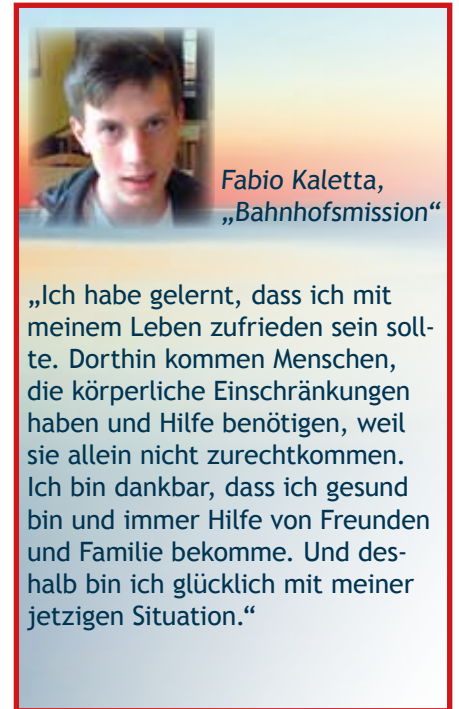 Fabio Kaletta,
„Bahnhofsmission“
„Ich habe gelernt, dass ich mit
meinem Leben zufrieden sein soll-
te. Dorthin kommen Menschen,
die körperliche Einschränkungen
haben und Hilfe benötigen, weil
sie allein nicht zurechtkommen.
Ich bin dankbar, dass ich gesund
bin und immer Hilfe von Freunden
und Familie bekomme. Und des-
halb bin ich glücklich mit meiner
jetzigen Situation.“